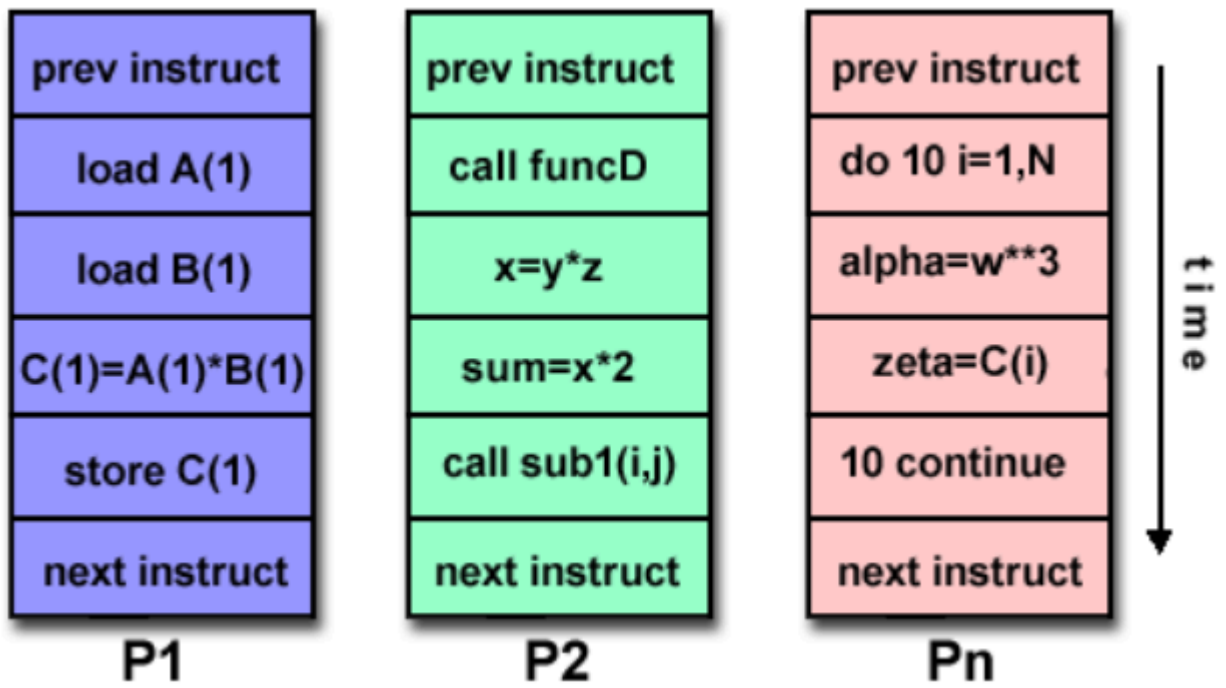 prev instruct
load A(1)
load B(1)
C(1)=A(1)*B(1)
store C(1)
next instruct
P1
prev instruct
call funcD
x=y*z
sum=x*2
call sub1(i,j)
next instruct
P2
prev instruct
do 10 i=1,N
alpha=w**3
zeta=C(i)
10 continue
next instruct
Pn
time